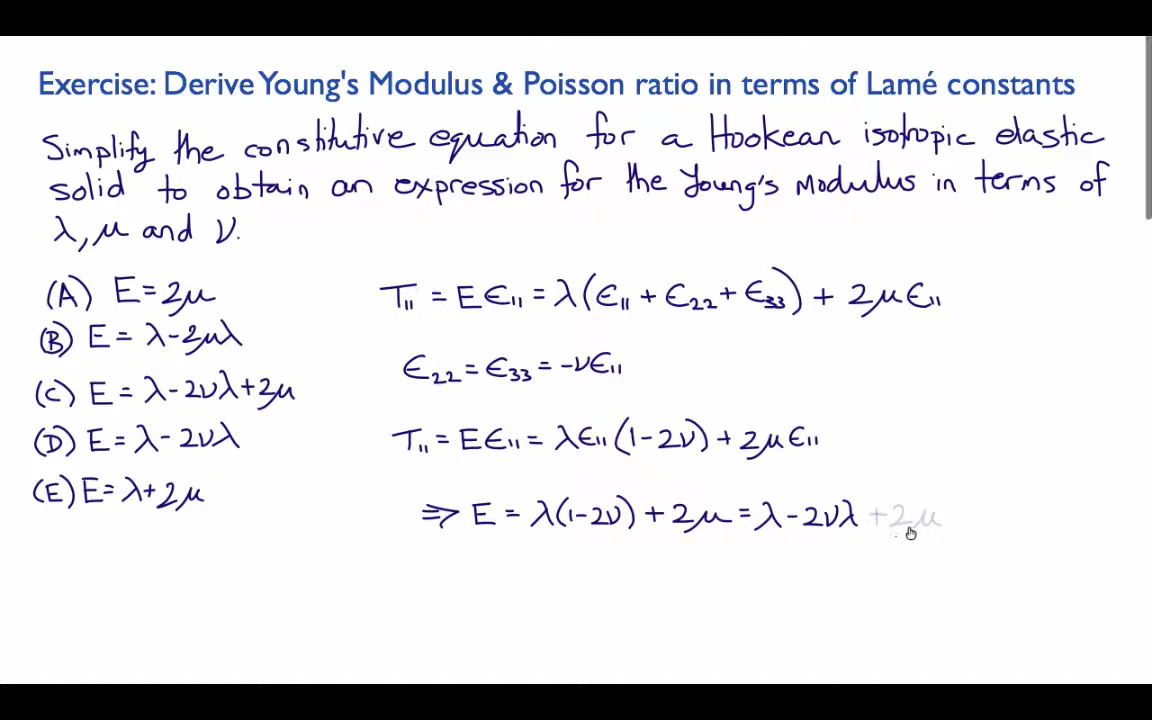 Exercise: Derive Young's Modulus & Poisson ratio in terms of Lamé constants
Simplify the constitutive equation for a Hookean isotropic elastic
solid to obtain an expression for the Young's Modulus in terms of
λ, μ and ν.
(A) E = 2μ
(B) E = λ - 2μλ
(C) E = λ - 2νλ + 2μ
(D) E = λ - 2νλ
(E) E = λ + 2μ
T₁₁ = Eϵ₁₁ = λ(ϵ₁₁ + ϵ₂₂ + ϵ₃₃) + 2μϵ₁₁
ϵ₂₂ = ϵ₃₃ = -νϵ₁₁
T₁₁ = Eϵ₁₁ = λϵ₁₁(1 - 2ν) + 2μϵ₁₁
⇒ E = λ(1 - 2ν) + 2μ = λ - 2νλ + 2μ